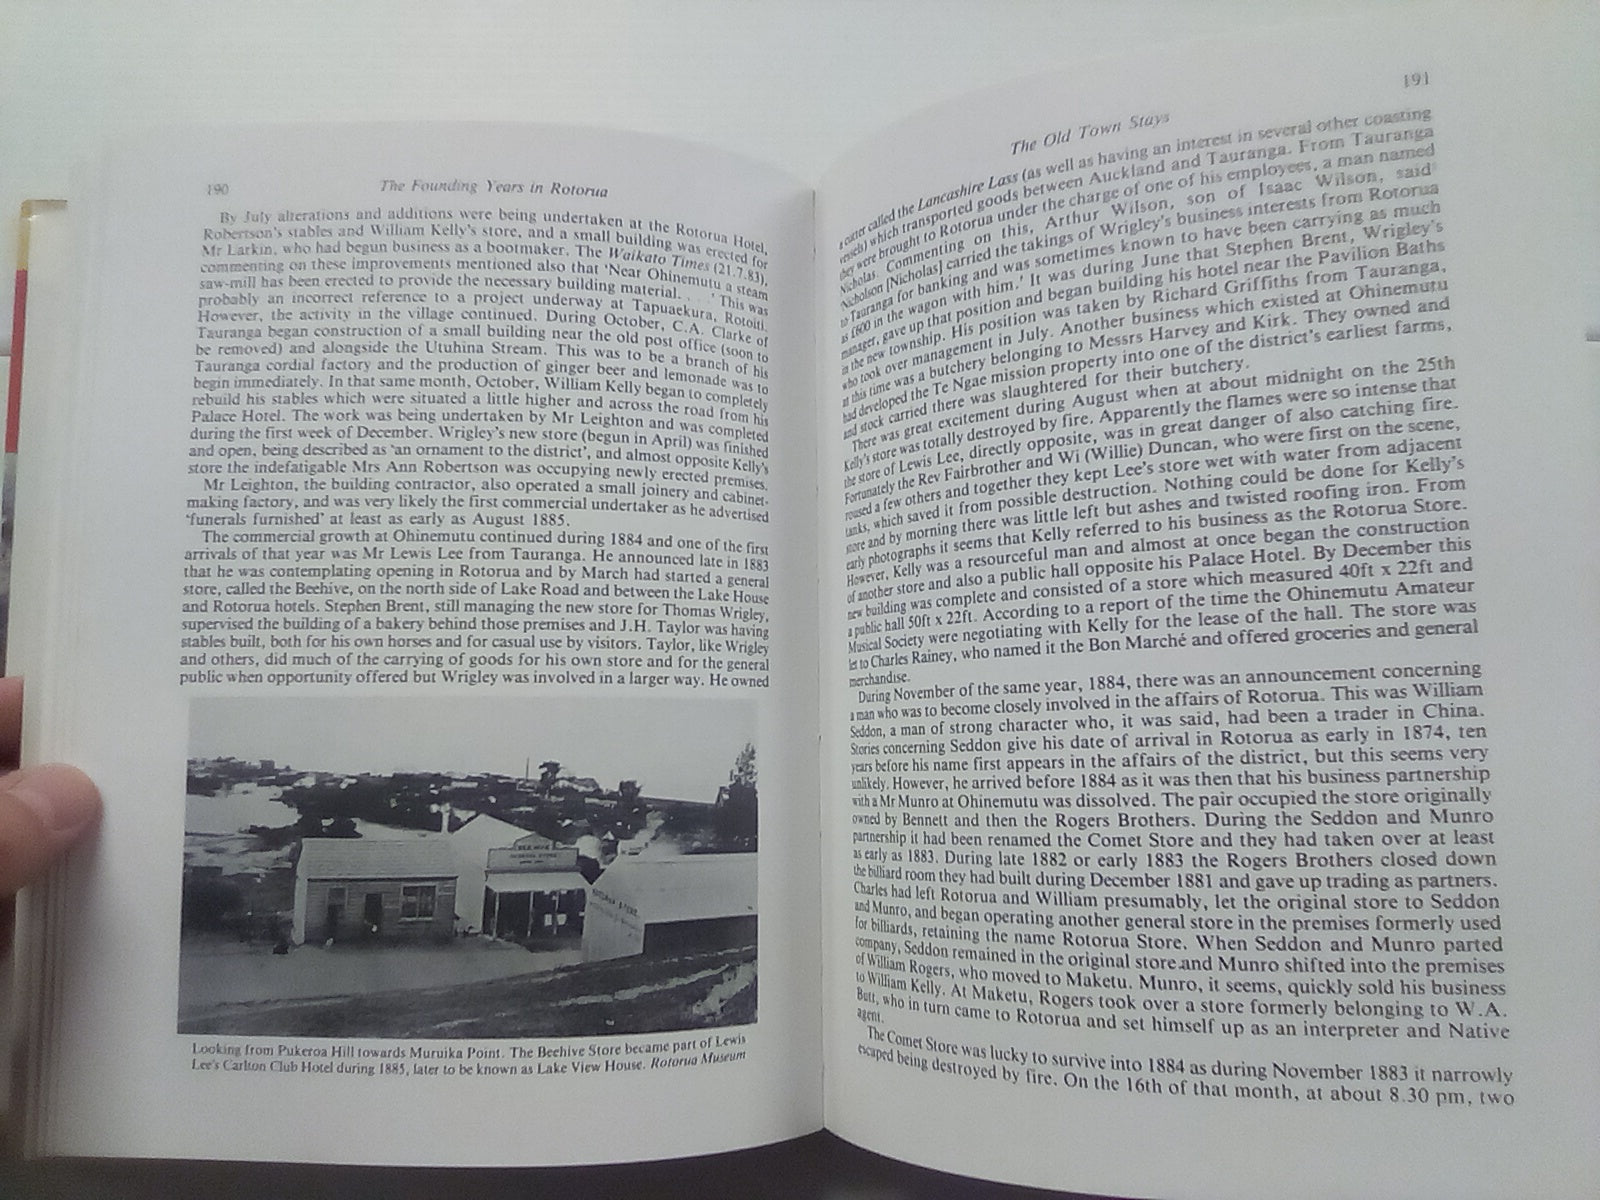 190
The Founding Years in Rotorua
By July alterations and additions were being undertaken at the Rotorua Hotel,
Robertson's stables and William Kelly's store, and a small building was erected for
Mr Larkin, who had begun business as a bootmaker. The Waikato Times (21.7.83),
commenting on these improvements mentioned also that 'Near Ohinemutu a steam
saw-mill has been erected to provide the necessary building material. . . .' This was
probably an incorrect reference to a project underway at Tapuaekura, Rotoiti.
However, the activity in the village continued. During October, C.A. Clarke of
Tauranga began construction of a small building near the old post office (soon to
be removed) and alongside the Utuhina Stream. This was to be a branch of his
Tauranga cordial factory and the production of ginger beer and lemonade was to
begin immediately. In that same month, October, William Kelly began to completely
rebuild his stables which were situated a little higher and across the road from his
Palace Hotel. The work was being undertaken by Mr Leighton and was completed
during the first week of December. Wrigley's new store (begun in April) was finished
and open, being described as 'an ornament to the district', and almost opposite Kelly's
store the indefatigable Mrs Ann Robertson was occupying newly erected premises.
Mr Leighton, the building contractor, also operated a small joinery and cabinet-
making factory, and was very likely the first commercial undertaker as he advertised
'funerals furnished' at least as early as August 1885.
The commercial growth at Ohinemutu continued during 1884 and one of the first
arrivals of that year was Mr Lewis Lee from Tauranga. He announced late in 1883
that he was contemplating opening in Rotorua and by March had started a general
store, called the Beehive, on the north side of Lake Road and between the Lake House
and Rotorua hotels. Stephen Brent, still managing the new store for Thomas Wrigley,
supervised the building of a bakery behind those premises and J.H. Taylor was having
stables built, both for his own horses and for casual use by visitors. Taylor, like Wrigley
and others, did much of the carrying of goods for his own store and for the general
public when opportunity offered but Wrigley was involved in a larger way. He owned
Looking from Pukeroa Hill towards Muruika Point. The Beehive Store became part of Lewis
Lee's Carlton Club Hotel during 1885, later to be known as Lake View House. Rotorua Museum
191
The Old Town Stays
a cutter called the Lancashire Lass (as well as having an interest in several other coasting
vessels) which transported goods between Auckland and Tauranga. From Tauranga
they were brought to Rotorua under the charge of one of his employees, a man named
Nicholas. Commenting on this, Arthur Wilson, son of Isaac Wilson, said
Nicholson [Nicholas] carried the takings of Wrigley's business interests from Rotorua
to Tauranga for banking and was sometimes known to have been carrying as much
as £600 in the wagon with him.' It was during June that Stephen Brent, Wrigley's
manager, gave up that position and began building his hotel near the Pavilion Baths
in the new township. His position was taken by Richard Griffiths from Tauranga,
who took over management in July. Another business which existed at Ohinemutu
at this time was a butchery belonging to Messrs Harvey and Kirk. They owned and
had developed the Te Ngae mission property into one of the district's earliest farms,
and stock carried there was slaughtered for their butchery.
There was great excitement during August when at about midnight on the 25th
Kelly's store was totally destroyed by fire. Apparently the flames were so intense that
the store of Lewis Lee, directly opposite, was in great danger of also catching fire.
Fortunately the Rev Fairbrother and Wi (Willie) Duncan, who were first on the scene,
roused a few others and together they kept Lee's store wet with water from adjacent
tanks, which saved it from possible destruction. Nothing could be done for Kelly's
store and by morning there was little left but ashes and twisted roofing iron. From
early photographs it seems that Kelly referred to his business as the Rotorua Store.
However, Kelly was a resourceful man and almost at once began the construction
of another store and also a public hall opposite his Palace Hotel. By December this
new building was complete and consisted of a store which measured 40ft x 22ft and
a public hall 50ft x 22ft. According to a report of the time the Ohinemutu Amateur
Musical Society were negotiating with Kelly for the lease of the hall. The store was
let to Charles Rainey, who named it the Bon Marché and offered groceries and general
merchandise.
During November of the same year, 1884, there was an announcement concerning
a man who was to become closely involved in the affairs of Rotorua. This was William
Seddon, a man of strong character who, it was said, had been a trader in China.
Stories concerning Seddon give his date of arrival in Rotorua as early in 1874, ten
years before his name first appears in the affairs of the district, but this seems very
unlikely. However, he arrived before 1884 as it was then that his business partnership
with a Mr Munro at Ohinemutu was dissolved. The pair occupied the store originally
owned by Bennett and then the Rogers Brothers. During the Seddon and Munro
partnership it had been renamed the Comet Store and they had taken over at least
as early as 1883. During late 1882 or early 1883 the Rogers Brothers closed down
the billiard room they had built during December 1881 and gave up trading as partners.
Charles had left Rotorua and William presumably, let the original store to Seddon
and Munro, and began operating another general store in the premises formerly used
for billiards, retaining the name Rotorua Store. When Seddon and Munro parted
company, Seddon remained in the original store and Munro shifted into the premises
of William Rogers, who moved to Maketu. Munro, it seems, quickly sold his business
to William Kelly. At Maketu, Rogers took over a store formerly belonging to W.A.
Butt, who in turn came to Rotorua and set himself up as an interpreter and Native
agent.
The Comet Store was lucky to survive into 1884 as during November 1883 it narrowly
escaped being destroyed by fire. On the 16th of that month, at about 8.30 pm, two